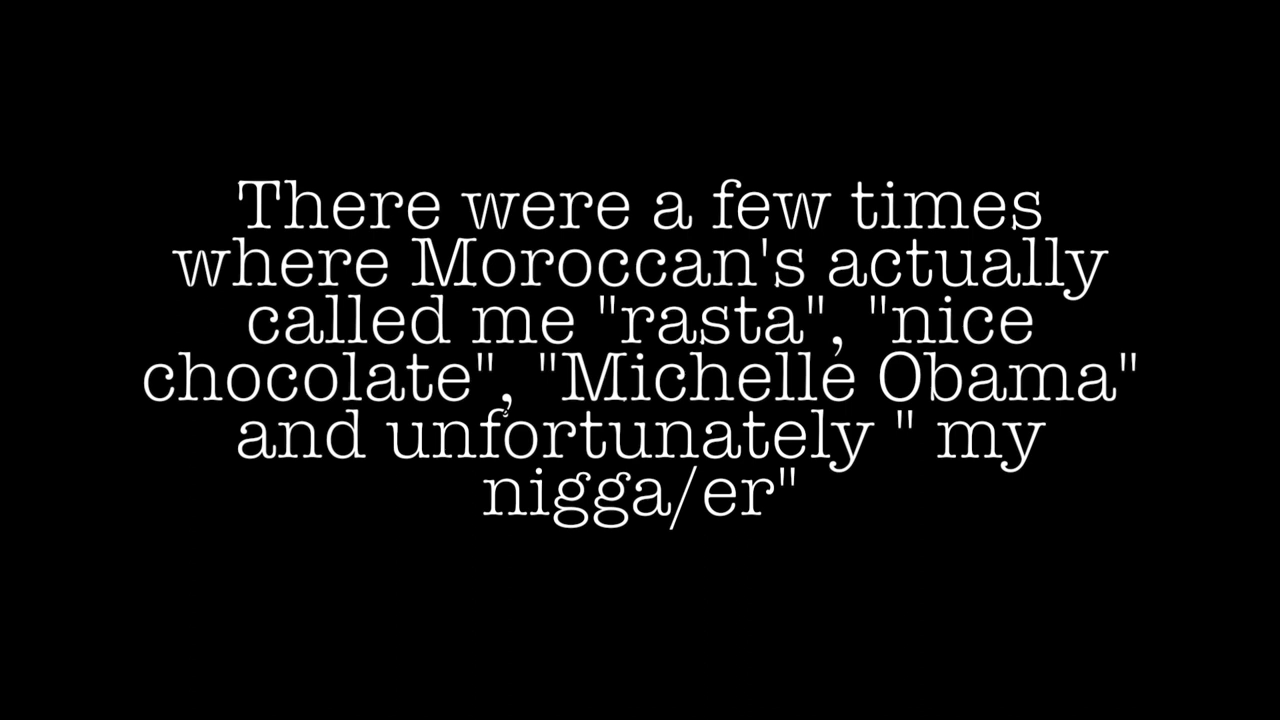 There were a few times
where Moroccan's actually
called me "rasta", "nice
chocolate", "Michelle Obama"
and unfortunately " my
nigga/er"